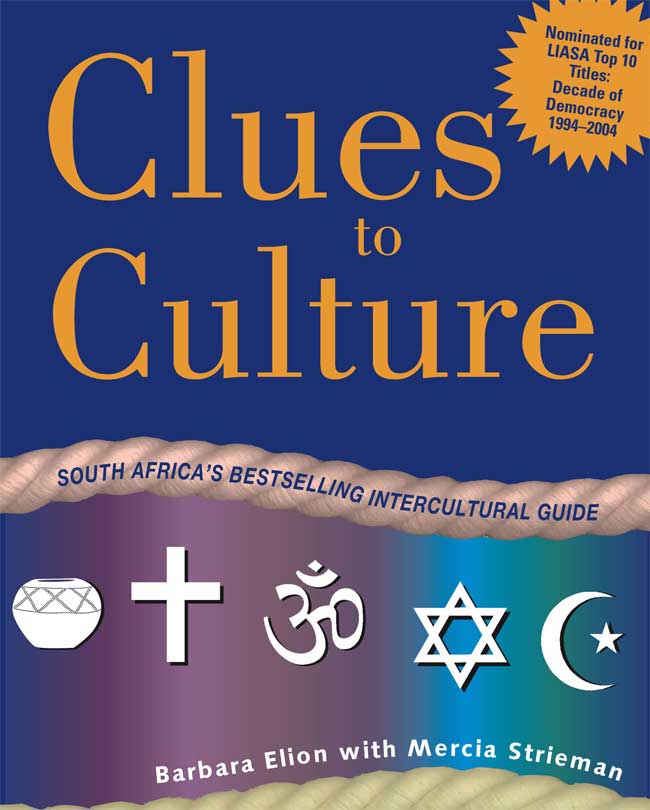 Nominated for
LIASA Top 10
Titles:
Decade of
Democracy
1994–2004
Clues
to
Culture
SOUTH AFRICA'S BESTSELLING INTERCULTURAL GUIDE
Barbara Elion with Mercia Strieman